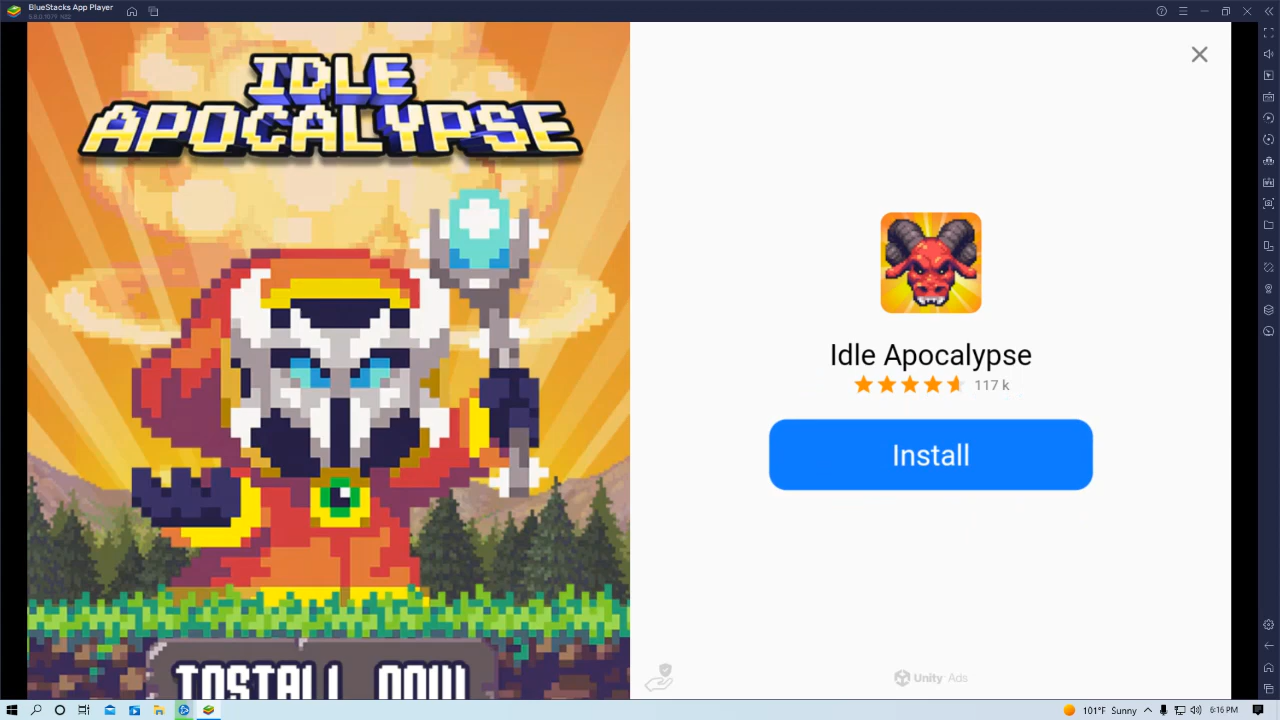 BlueStacks App Player
IDLE
APOCALYPSE
Idle Apocalypse
117 k
Install
INSTALL NOW
Unity Ads
101°F Sunny
6:16 PM